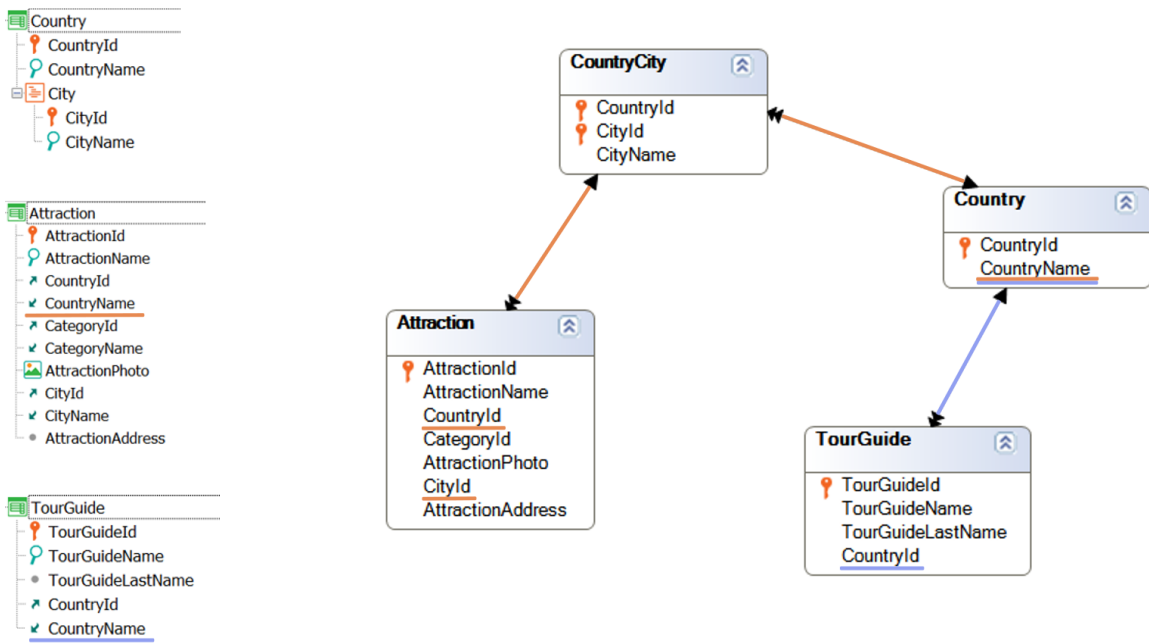 Country
CountryId
CountryName
City
CityId
CityName
Attraction
AttractionId
AttractionName
CountryId
CountryName
CategoryId
CategoryName
AttractionPhoto
CityId
CityName
AttractionAddress
TourGuide
TourGuideId
TourGuideName
TourGuideLastName
CountryId
CountryName
CountryCity
CountryId
CityId
CityName
Country
CountryId
CountryName
Attraction
AttractionId
AttractionName
CountryId
CategoryId
AttractionPhoto
CityId
AttractionAddress
TourGuide
TourGuideId
TourGuideName
TourGuideLastName
CountryId